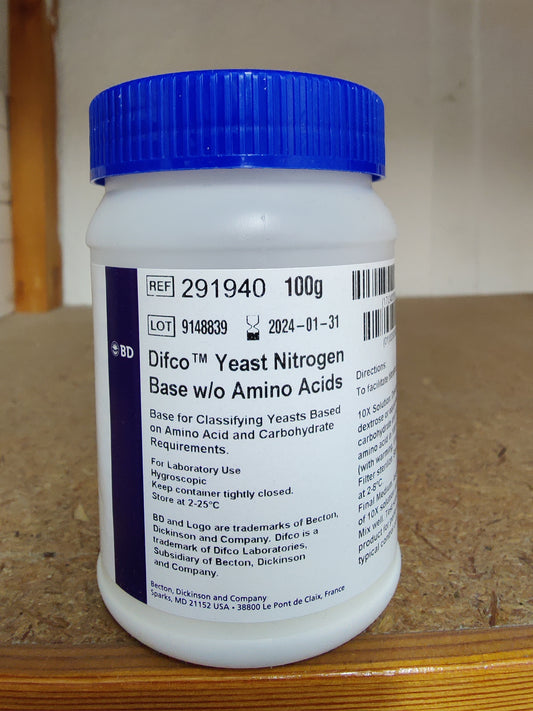 REF 291940 100g
LOT 9148839 2024-01-31
BD
Difco™ Yeast Nitrogen
Base w/o Amino Acids
Base for Classifying Yeasts Based
on Amino Acid and Carbohydrate
Requirements.
For Laboratory Use
Hygroscopic
Keep container tightly closed.
Store at 2-25°C
BD and Logo are trademarks of Becton,
Dickinson and Company. Difco is a
trademark of Difco Laboratories,
Subsidiary of Becton, Dickinson
and Company.
Becton, Dickinson and Company
Sparks, MD 21152 USA • 38800 Le Pont de Claix, France
Directions:
To facilitate
10X Solution:
dextrose or
carbohydrate
amino acid
(with
Filter
at 2-8°C
Final Medium
of 10X
Mix well.
product for
typical